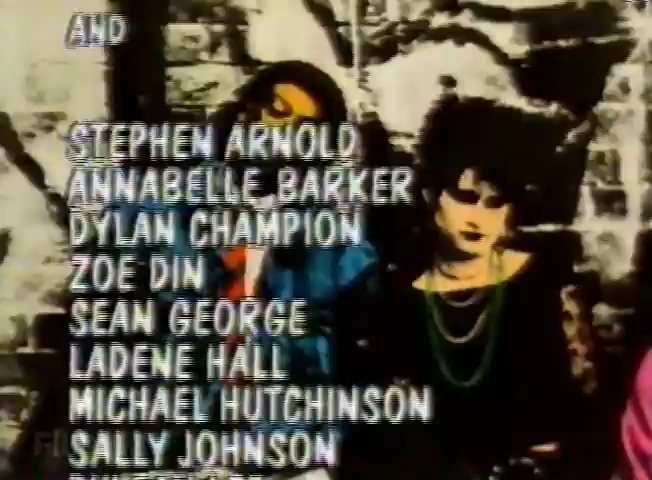 AND
STEPHEN ARNOLD
ANNABELLE BARKER
DYLAN CHAMPION
ZOE DIN
SEAN GEORGE
LADENE HALL
MICHAEL HUTCHINSON
SALLY JOHNSON